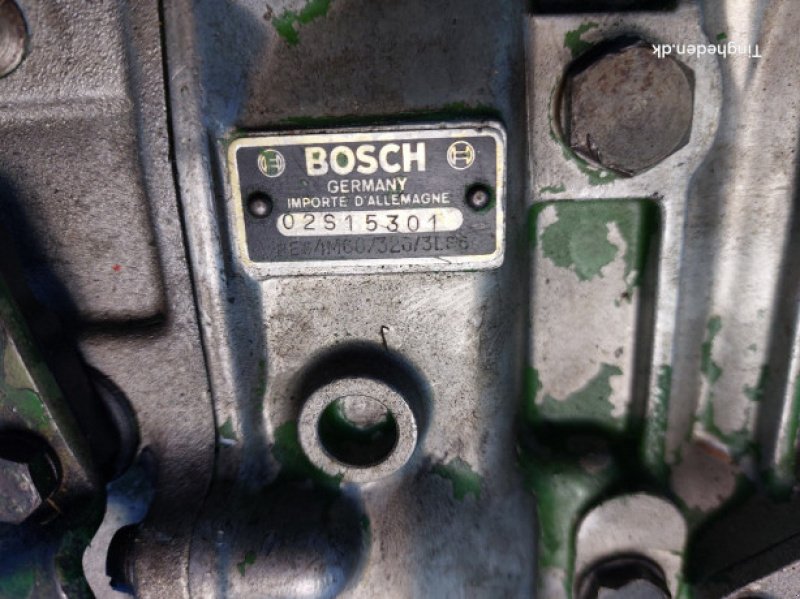 BOSCH
GERMANY
IMPORTE D'ALLEMAGNE
02S15301
Tingheden.dk